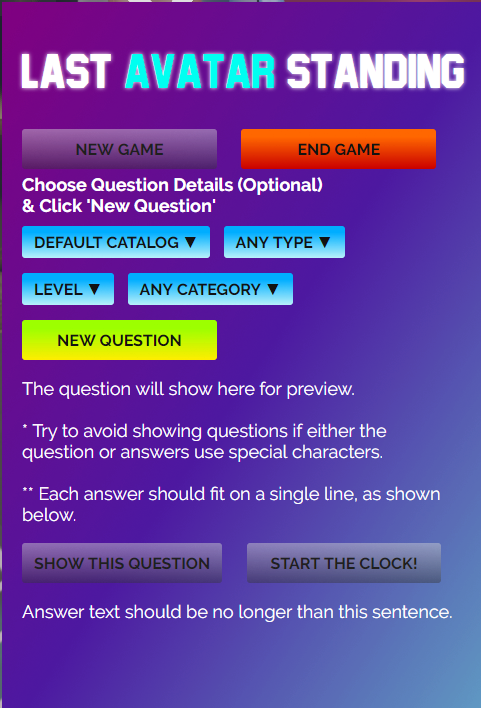 LAST AVATAR STANDING
NEW GAME
END GAME
Choose Question Details (Optional)
& Click 'New Question'
DEFAULT CATALOG ▼
ANY TYPE ▼
LEVEL ▼
ANY CATEGORY ▼
NEW QUESTION
The question will show here for preview.
* Try to avoid showing questions if either the
question or answers use special characters.
** Each answer should fit on a single line, as shown
below.
SHOW THIS QUESTION
START THE CLOCK!
Answer text should be no longer than this sentence.